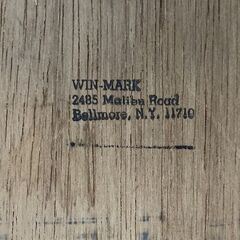 WIN-MARK
2485 Malibu Road
Bellmore, N.Y. 11710